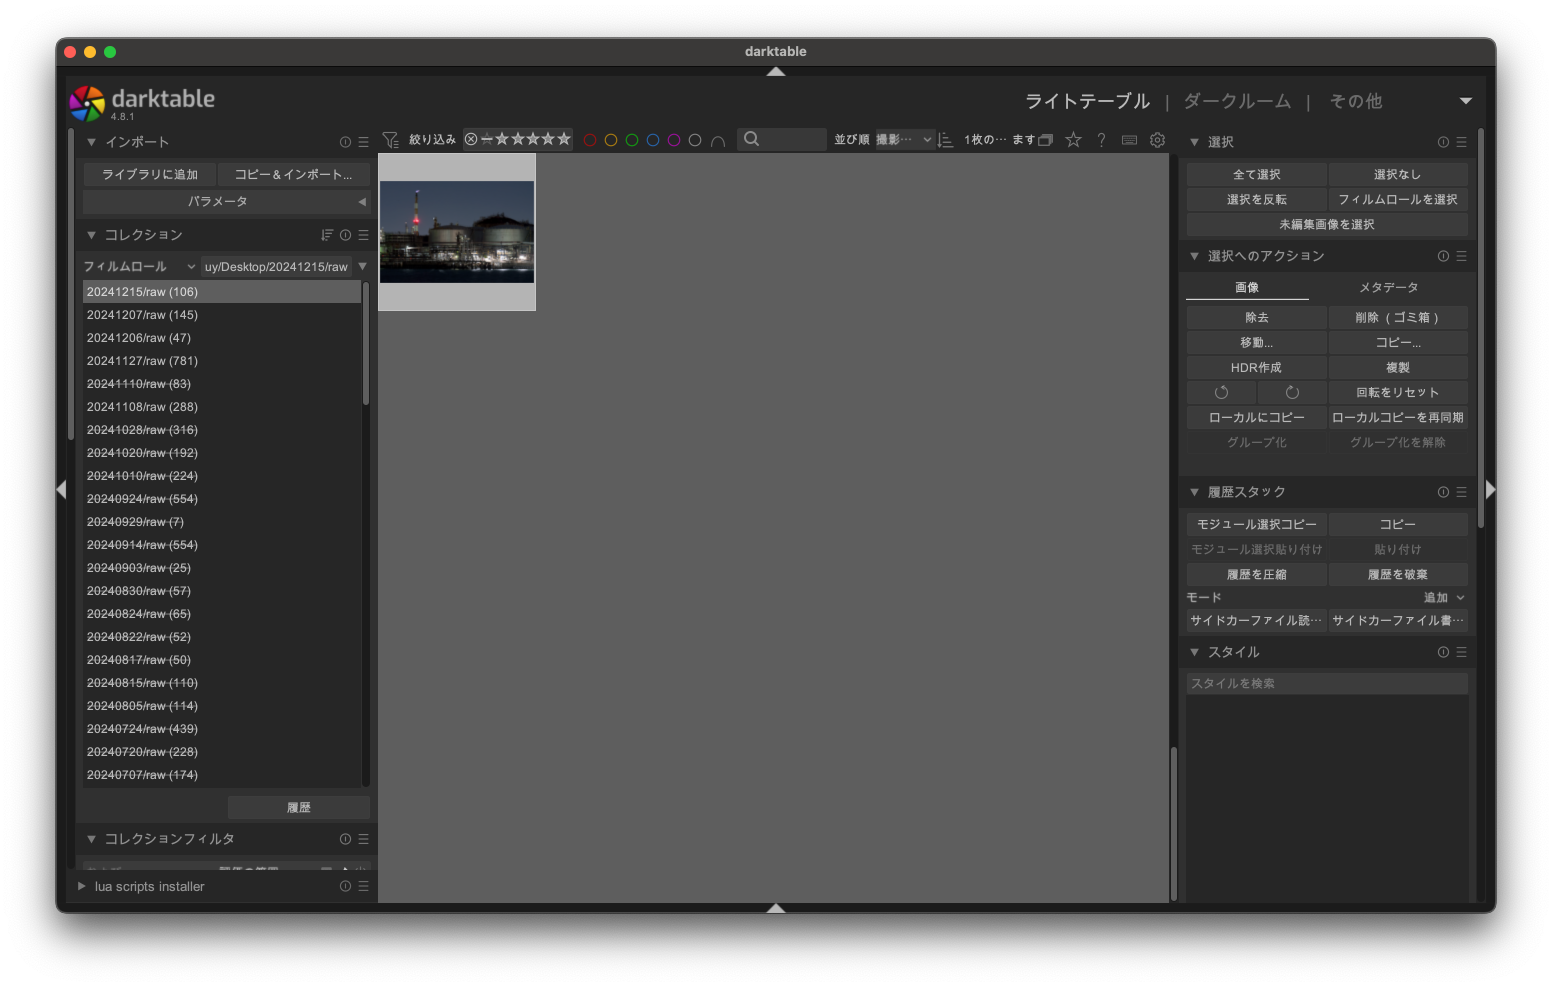 darktable
darktable
4.8.1
ライトテーブル | ダークルーム | その他
インポート
ライブラリに追加
コピー＆インポート...
パラメータ
コレクション
フィルムロール
uy/Desktop/20241215/raw
20241215/raw (106)
20241207/raw (145)
20241206/raw (47)
20241127/raw (781)
20241110/raw (83)
20241108/raw (288)
20241028/raw (316)
20241020/raw (192)
20241010/raw (224)
20240924/raw (554)
20240929/raw (7)
20240914/raw (554)
20240903/raw (25)
20240830/raw (57)
20240824/raw (65)
20240822/raw (52)
20240817/raw (50)
20240815/raw (110)
20240805/raw (114)
20240724/raw (439)
20240720/raw (228)
20240707/raw (174)
履歴
コレクションフィルタ
lua scripts installer
絞り込み
並び順
撮影…
1枚の… ます
選択
全て選択
選択なし
選択を反転
フィルムロールを選択
未編集画像を選択
選択へのアクション
画像
メタデータ
除去
削除（ゴミ箱）
移動...
コピー...
HDR作成
複製
回転をリセット
ローカルにコピー
ローカルコピーを再同期
グループ化
グループ化を解除
履歴スタック
モジュール選択コピー
コピー
モジュール選択貼り付け
貼り付け
履歴を圧縮
履歴を破棄
モード
追加
サイドカーファイル読…
サイドカーファイル書…
スタイル
スタイルを検索